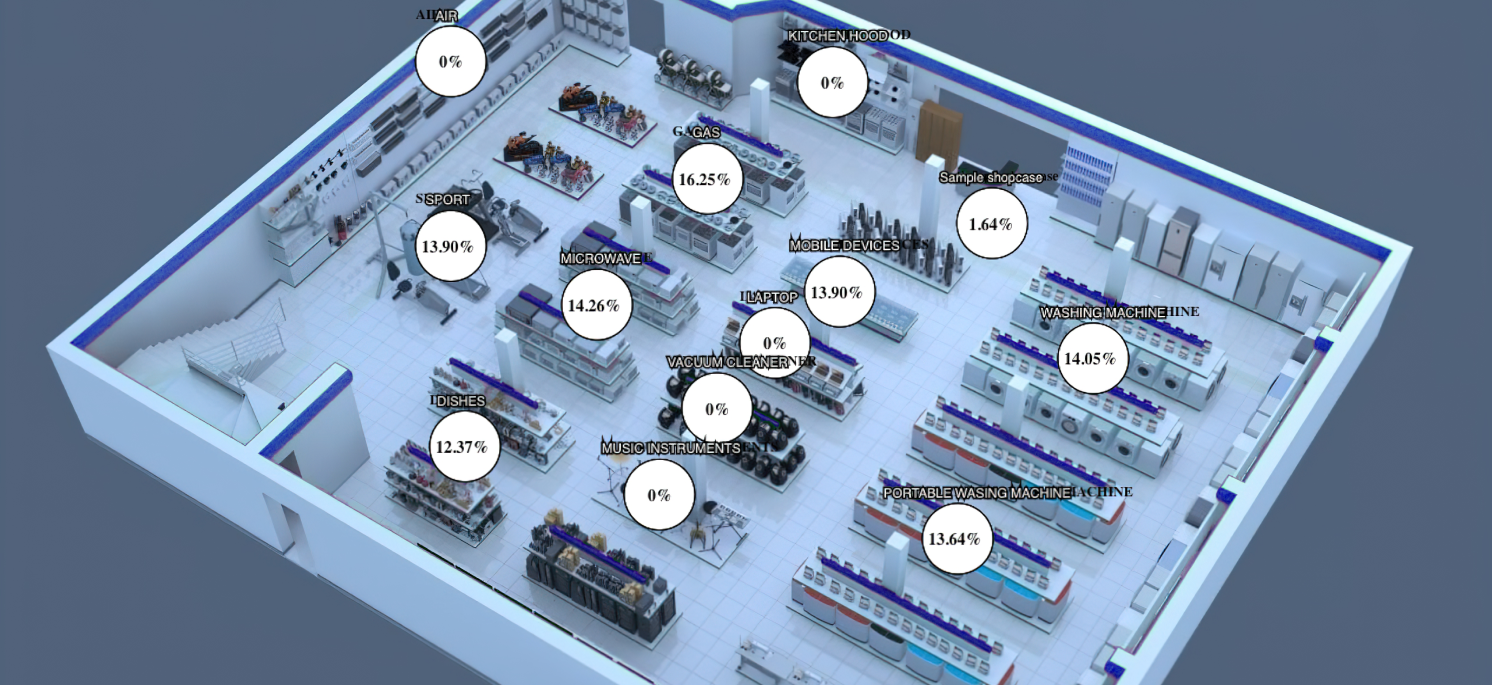 AIR
0%
KITCHEN HOOD
0%
GAS
16.25%
Sample shopcase
1.64%
SPORT
13.90%
MOBILE DEVICES
13.90%
MICROWAVE
14.26%
LAPTOP
0%
WASHING MACHINE
14.05%
VACUUM CLEANER
0%
DISHES
12.37%
MUSIC INSTRUMENTS
0%
PORTABLE WASING MACHINE
13.64%